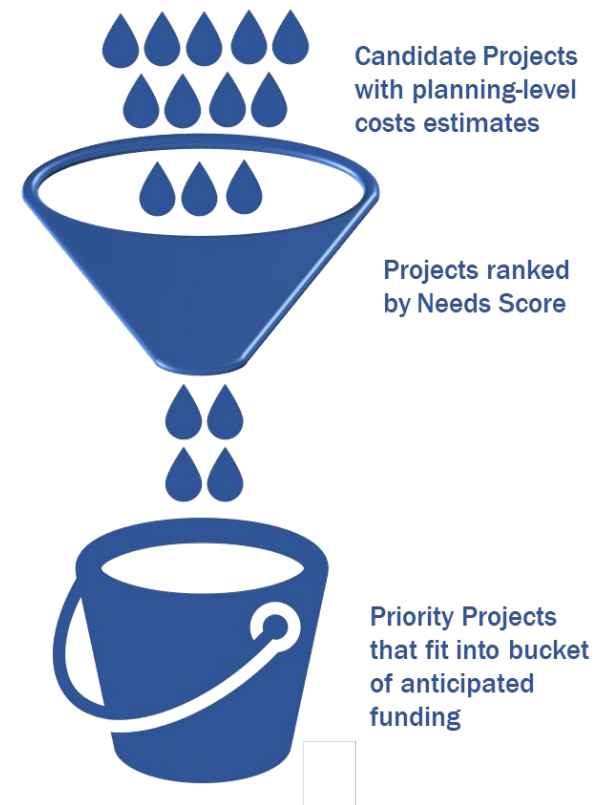 Candidate Projects
with planning-level
costs estimates
Projects ranked
by Needs Score
Priority Projects
that fit into bucket
of anticipated
funding